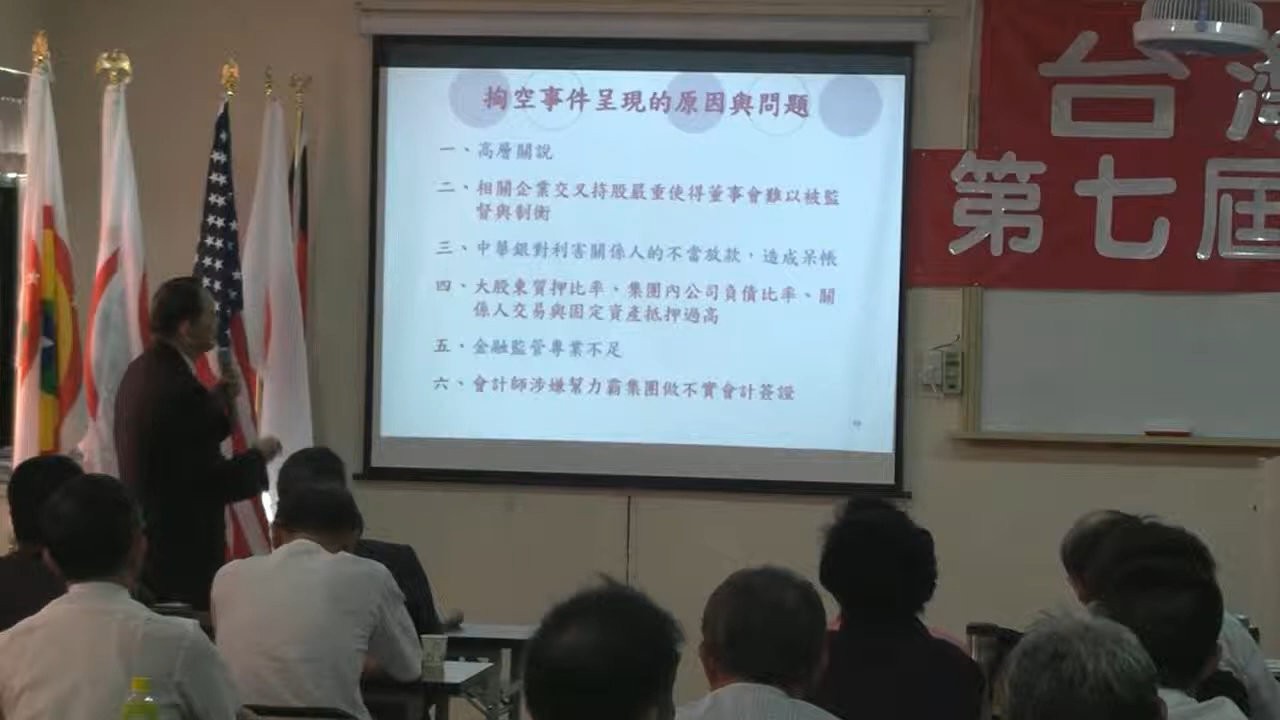 掏空事件呈現的原因與問題
一、高層關說
二、相關企業交叉持股嚴重使得董事會難以被監
督與制衡
三、中華銀對利害關係人的不當放款，造成呆帳
四、大股東質押比率、集團內公司負債比率、關
係人交易與固定資產抵押過高
五、金融監管專業不足
六、會計師涉嫌幫力霸集團做不實會計簽證
台灣
第七屆